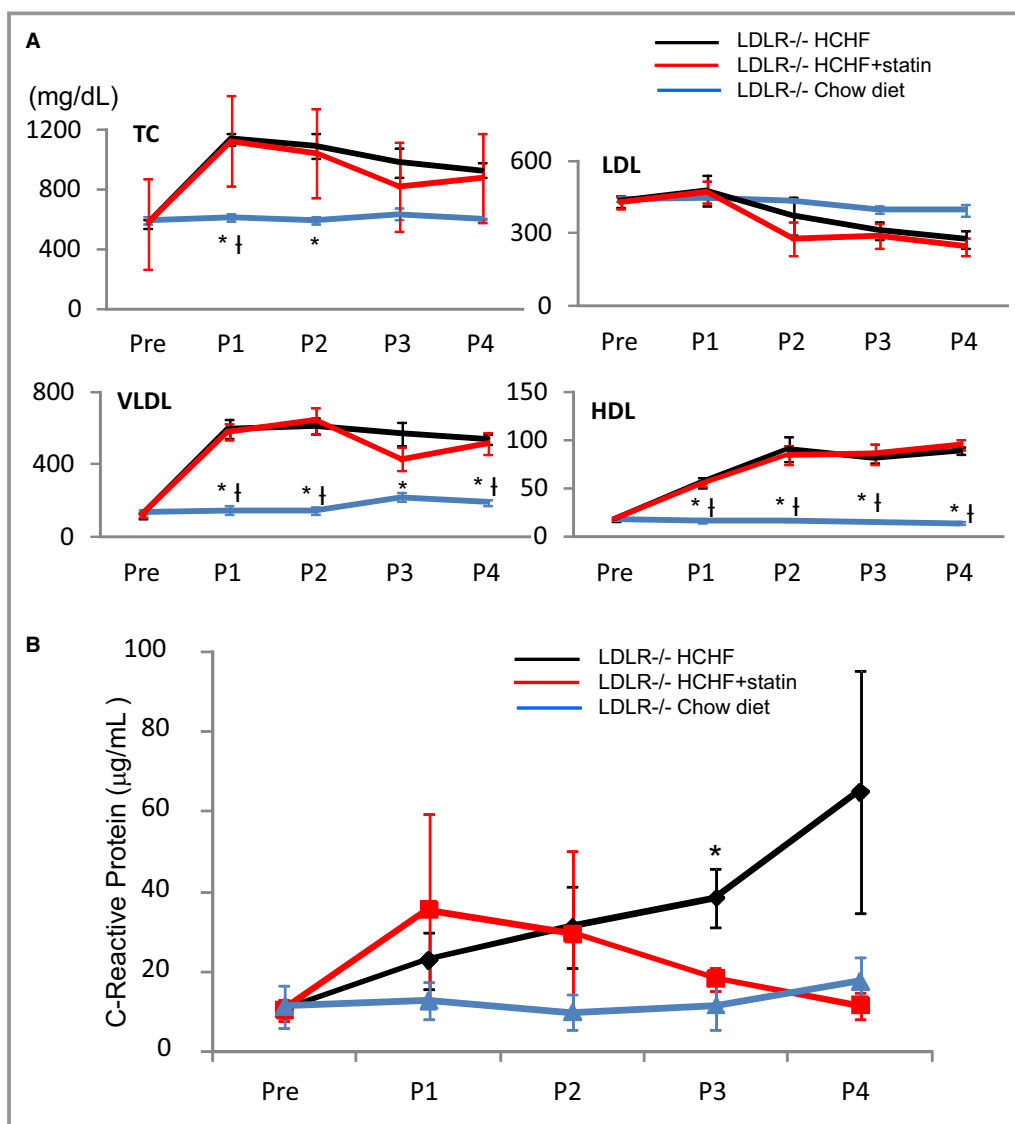 A
LDLR-/- HCHF
LDLR-/- HCHF+statin
LDLR-/- Chow diet
(mg/dL)
TC
1200
800
400
0
* ƚ
*
Pre P1 P2 P3 P4
LDL
600
300
0
Pre P1 P2 P3 P4
VLDL
800
400
0
* ƚ
* ƚ
*
* ƚ
Pre P1 P2 P3 P4
HDL
150
100
50
0
* ƚ
* ƚ
* ƚ
* ƚ
Pre P1 P2 P3 P4
B
LDLR-/- HCHF
LDLR-/- HCHF+statin
LDLR-/- Chow diet
C-Reactive Protein (µg/mL)
100
80
60
40
20
0
*
Pre P1 P2 P3 P4